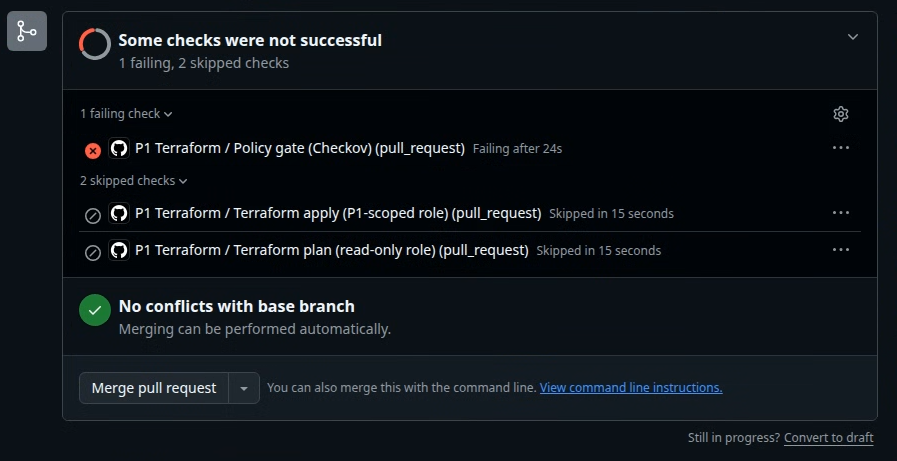 Some checks were not successful
1 failing, 2 skipped checks
1 failing check
P1 Terraform / Policy gate (Checkov) (pull_request) Failing after 24s
2 skipped checks
P1 Terraform / Terraform apply (P1-scoped role) (pull_request) Skipped in 15 seconds
P1 Terraform / Terraform plan (read-only role) (pull_request) Skipped in 15 seconds
No conflicts with base branch
Merging can be performed automatically.
Merge pull request You can also merge this with the command line. View command line instructions.
Still in progress? Convert to draft